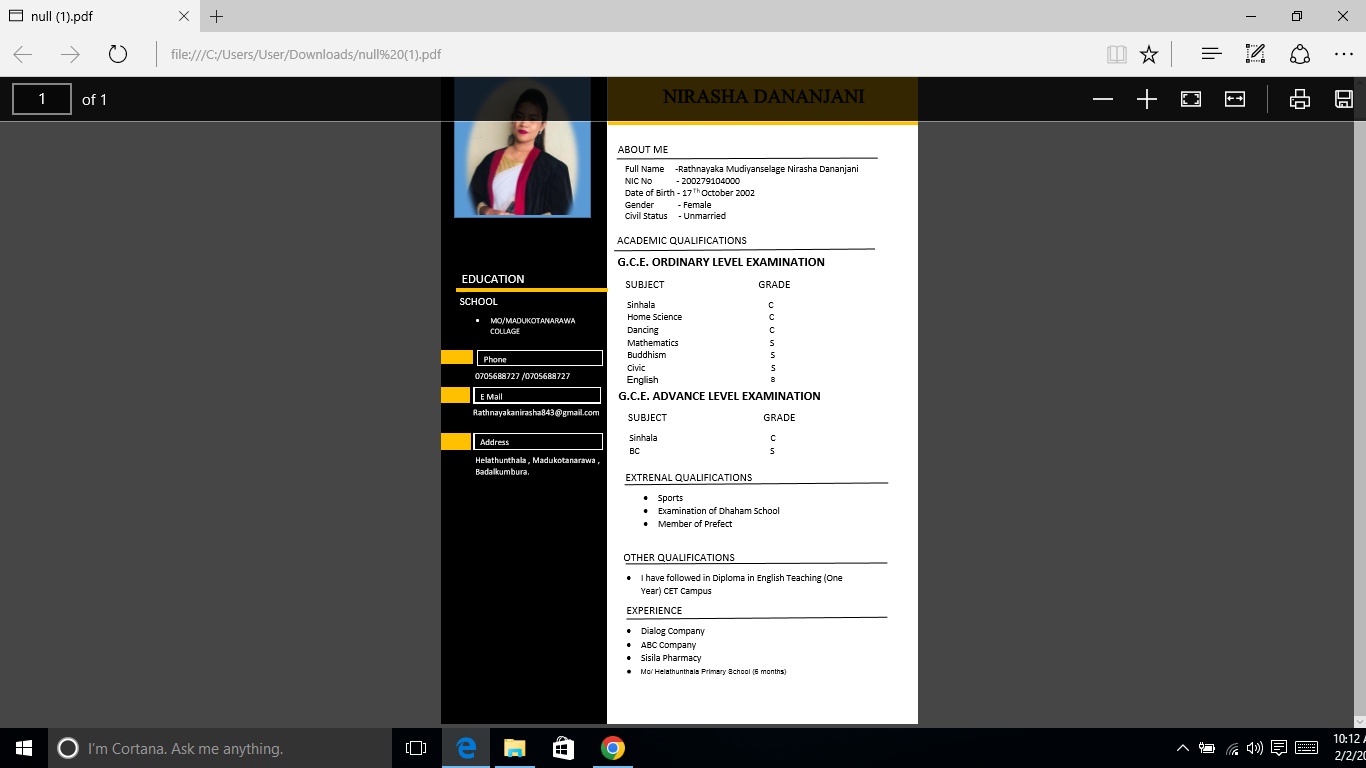 null (1).pdf
file:///C:/Users/User/Downloads/null%20(1).pdf
1 of 1
NIRASHA DANANJANI
EDUCATION
SCHOOL
• MO/MADUKOTANARAWA
COLLAGE
Phone
0705688727 /0705688727
E Mail
Rathnayakanirasha843@gmail.com
Address
Helathunthala , Madukotanarawa ,
Badalkumbura.
ABOUT ME
Full Name -Rathnayaka Mudiyanselage Nirasha Dananjani
NIC No - 200279104000
Date of Birth - 17 Th October 2002
Gender - Female
Civil Status - Unmarried
ACADEMIC QUALIFICATIONS
G.C.E. ORDINARY LEVEL EXAMINATION
SUBJECT GRADE
Sinhala C
Home Science C
Dancing C
Mathematics S
Buddhism S
Civic S
English
G.C.E. ADVANCE LEVEL EXAMINATION
SUBJECT GRADE
Sinhala C
BC S
EXTRENAL QUALIFICATIONS
• Sports
• Examination of Dhaham School
• Member of Prefect
OTHER QUALIFICATIONS
• I have followed in Diploma in English Teaching (One
Year) CET Campus
EXPERIENCE
• Dialog Company
• ABC Company
• Sisila Pharmacy
• Mo/ Helathunthala Primary School (6 months)
I'm Cortana. Ask me anything.
10:12
2/2/20